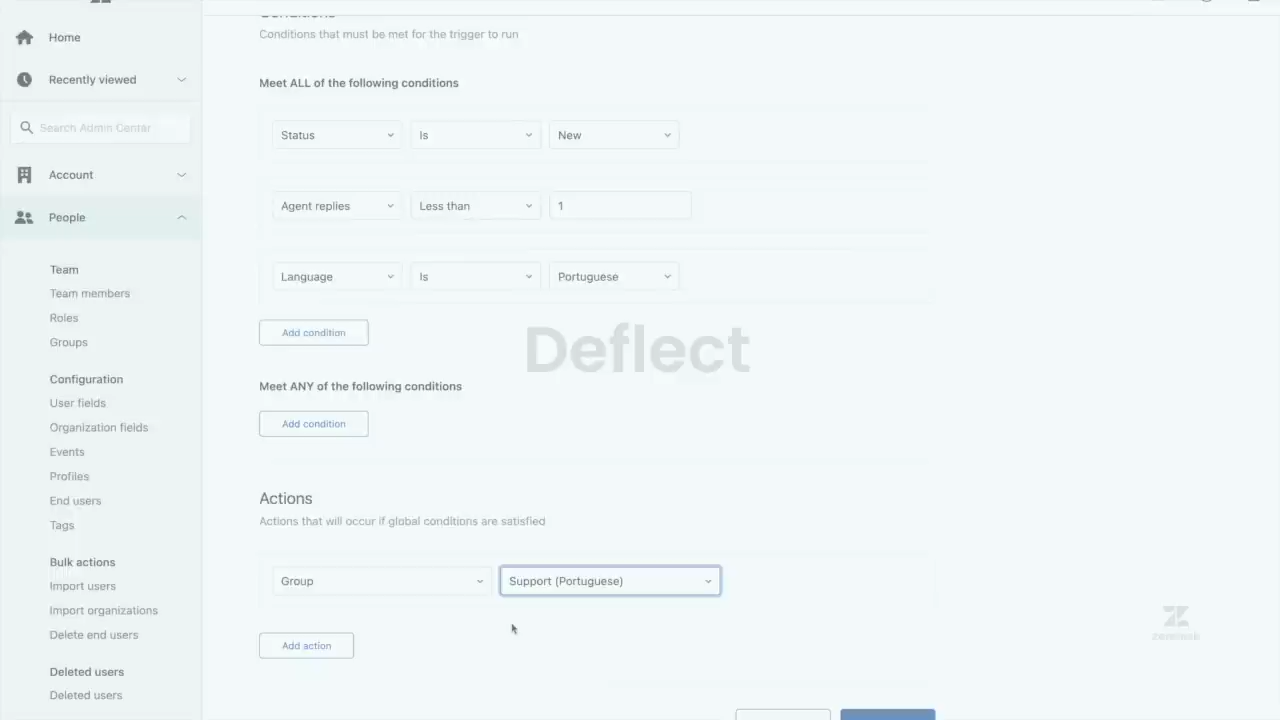 Home
Recently viewed
Search Admin Center
Account
People
Team
Team members
Roles
Groups
Configuration
User fields
Organization fields
Events
Profiles
End users
Tags
Bulk actions
Import users
Import organizations
Delete end users
Deleted users
Deleted users
Conditions
Conditions that must be met for the trigger to run
Meet ALL of the following conditions
Status Is New
Agent replies Less than 1
Language Is Portuguese
Add condition
Deflect
Meet ANY of the following conditions
Add condition
Actions
Actions that will occur if global conditions are satisfied
Group Support (Portuguese)
Add action